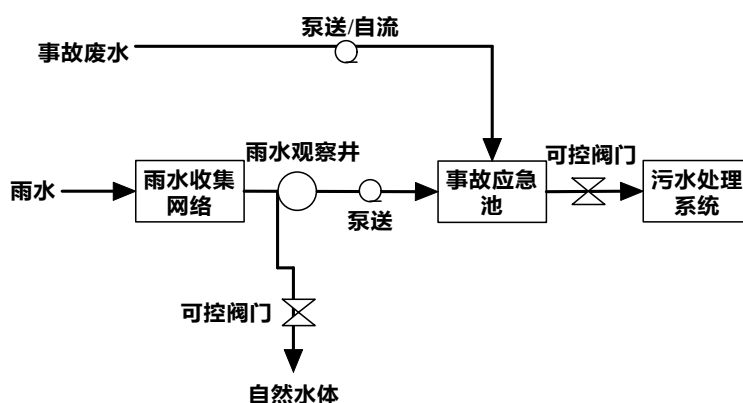 泵送/自流
事故废水
雨水观察井
可控阀门
雨水
雨水收集
网络
泵送
事故应急
池
污水处理
系统
可控阀门
自然水体